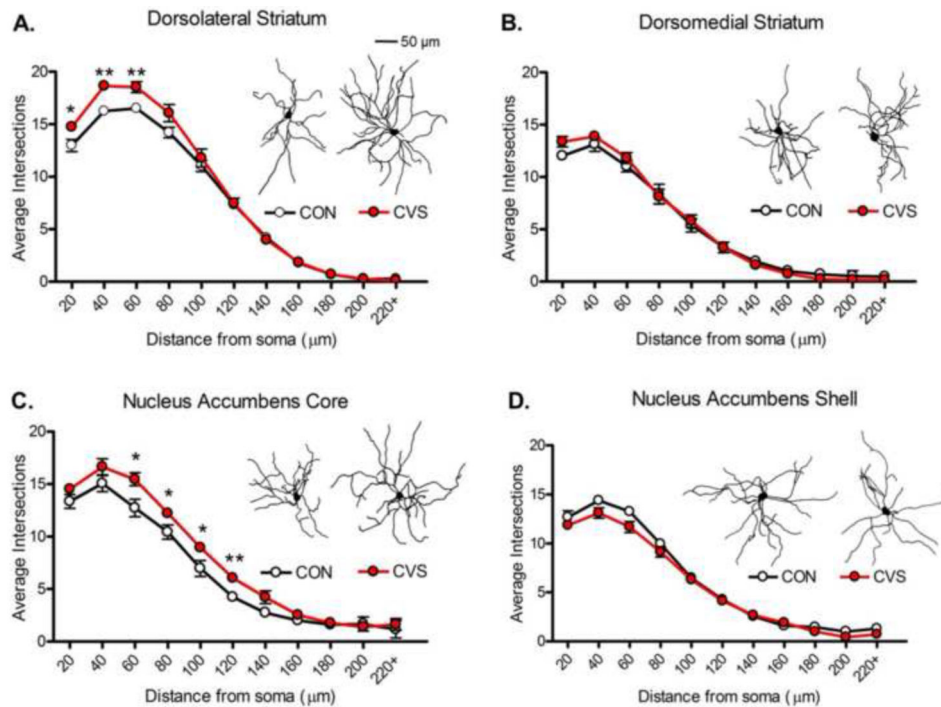 A.
Dorsolateral Striatum
50 μm
Average Intersections
20
15
10
5
0
*
**
**
CON
CVS
20
40
60
80
100
120
140
160
180
200
220+
Distance from soma (μm)
B.
Dorsomedial Striatum
Average Intersections
20
15
10
5
0
CON
CVS
20
40
60
80
100
120
140
160
180
200
220+
Distance from soma (μm)
C.
Nucleus Accumbens Core
Average Intersections
20
15
10
5
0
*
*
*
**
CON
CVS
20
40
60
80
100
120
140
160
180
200
220+
Distance from soma (μm)
D.
Nucleus Accumbens Shell
Average Intersections
20
15
10
5
0
CON
CVS
20
40
60
80
100
120
140
160
180
200
220+
Distance from soma (μm)